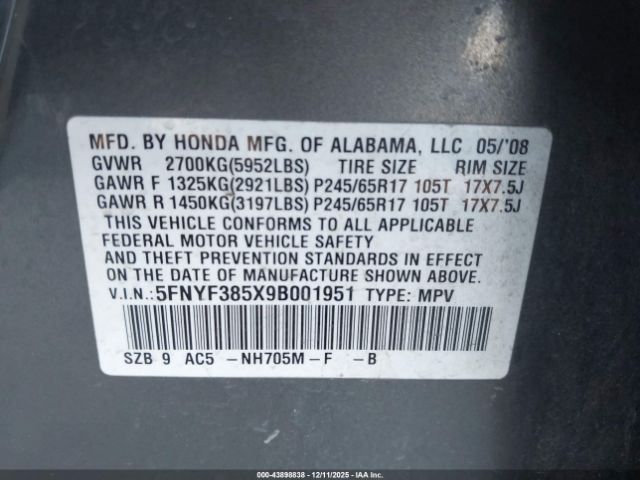 MFD. BY HONDA MFG. OF ALABAMA, LLC 05/'08
GVWR 2700KG(5952LBS) TIRE SIZE RIM SIZE
GAWR F 1325KG(2921LBS) P245/65R17 105T 17X7.5J
GAWR R 1450KG(3197LBS) P245/65R17 105T 17X7.5J
THIS VEHICLE CONFORMS TO ALL APPLICABLE
FEDERAL MOTOR VEHICLE SAFETY
AND THEFT PREVENTION STANDARDS IN EFFECT
ON THE DATE OF MANUFACTURE SHOWN ABOVE.
V.I.N.: 5FNYF385X9B001951 TYPE: MPV
SZB 9 AC5 -NH705M-F -B
000-43898838 - 12/11/2025 - IAAI.COM